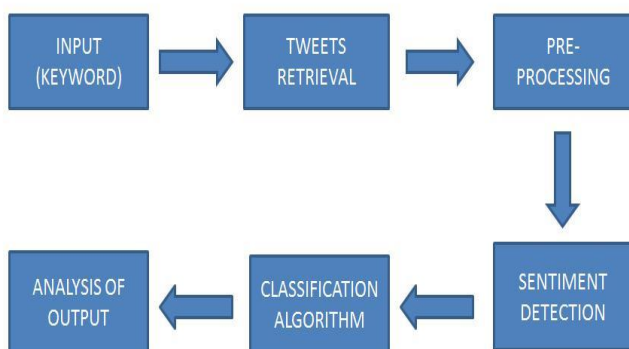 INPUT
(KEYWORD)
TWEETS
RETRIEVAL
PRE-
PROCESSING
SENTIMENT
DETECTION
CLASSIFICATION
ALGORITHM
ANALYSIS OF
OUTPUT